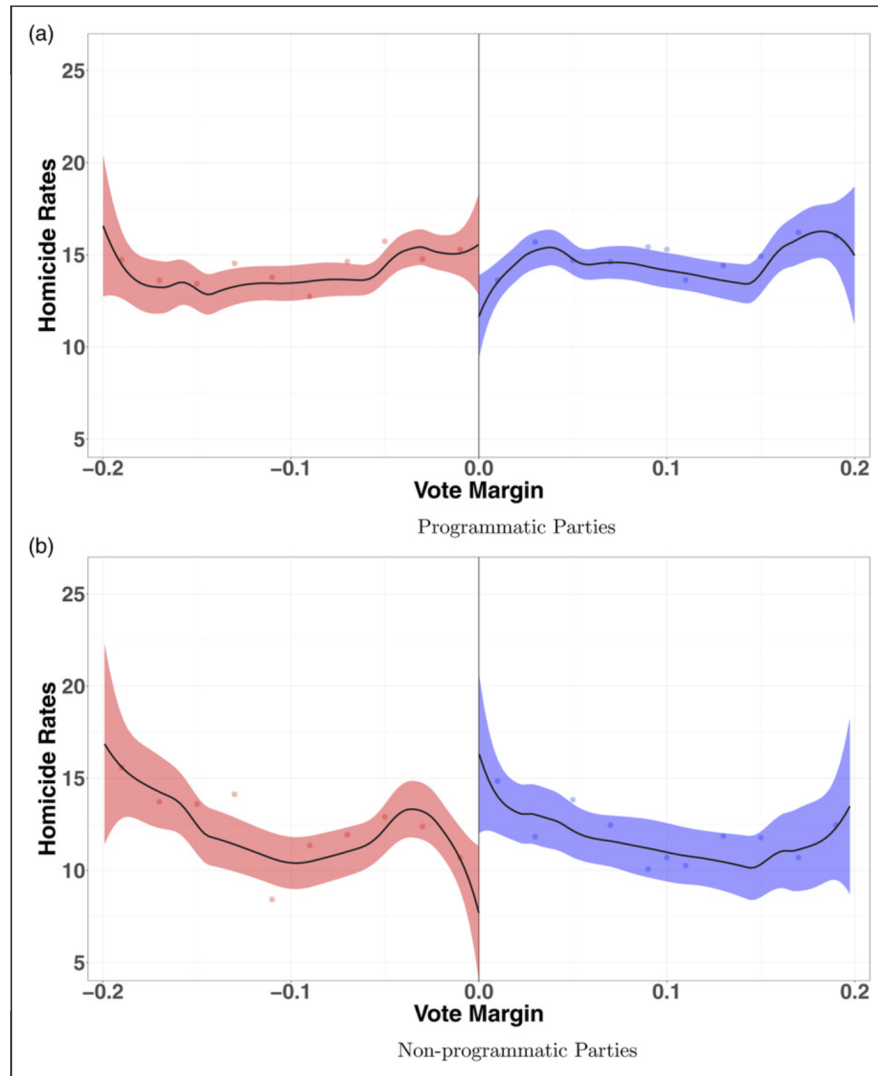 (a)
25
20
15
10
5
Homicide Rates
−0.2
−0.1
0.0
0.1
0.2
Vote Margin
Programmatic Parties
(b)
25
20
15
10
5
Homicide Rates
−0.2
−0.1
0.0
0.1
0.2
Vote Margin
Non-programmatic Parties